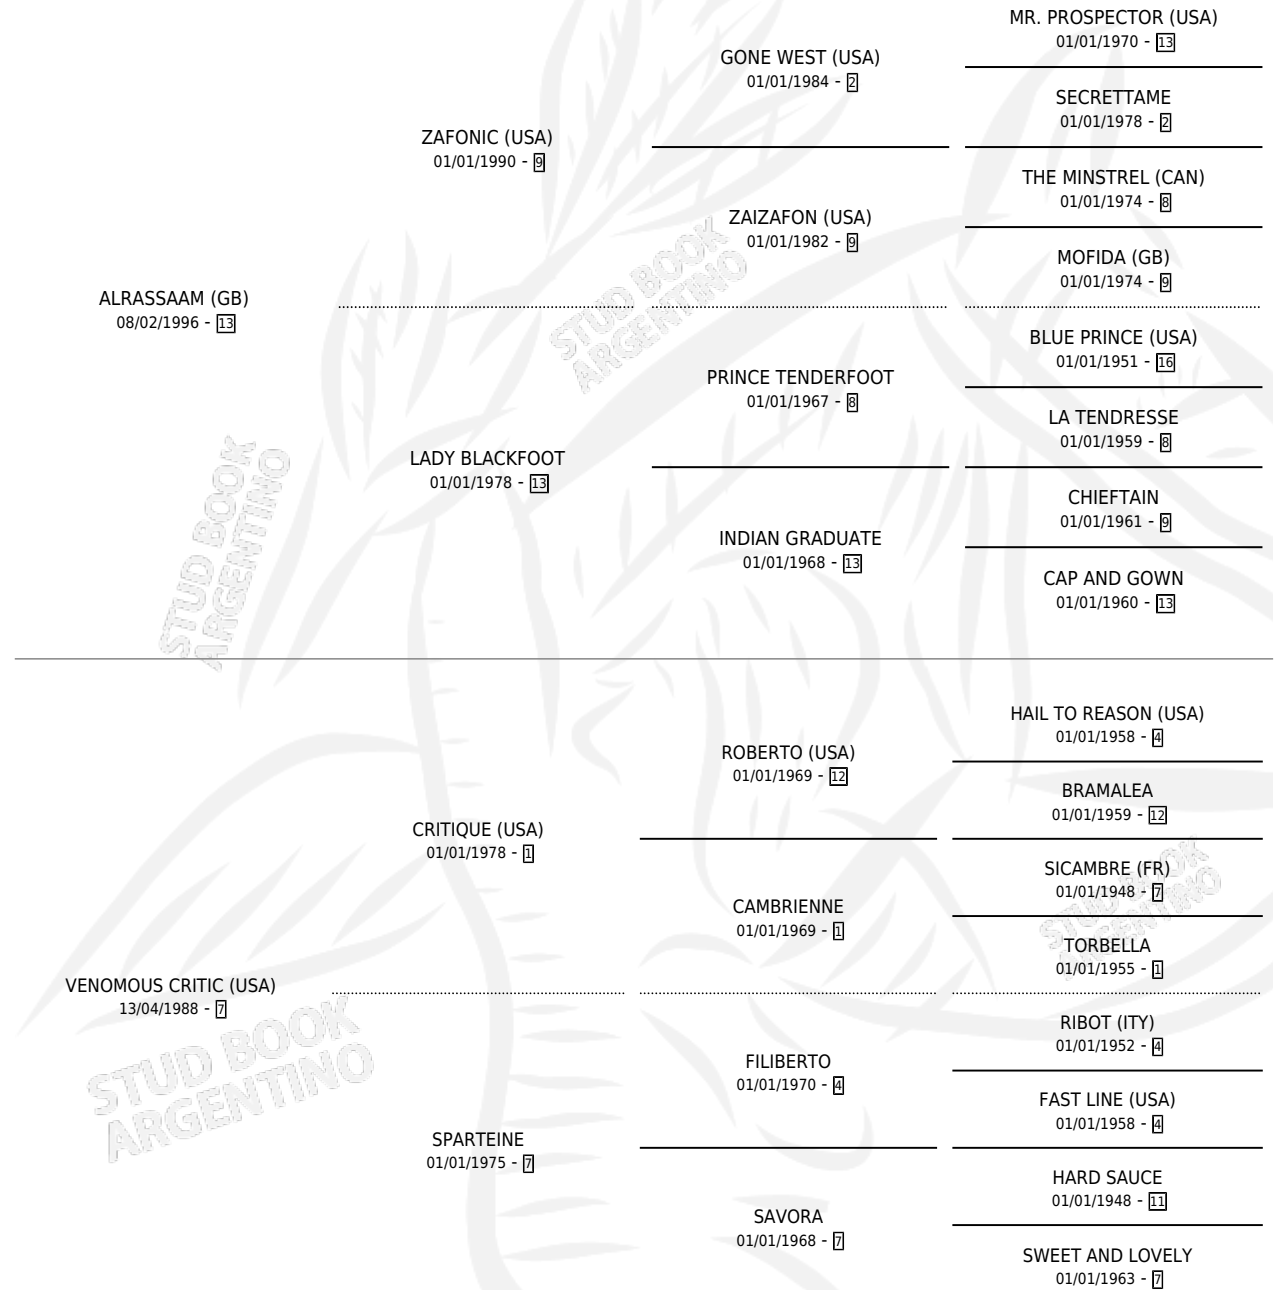 MR. PROSPECTOR (USA)
01/01/1970 - 13
GONE WEST (USA)
01/01/1984 - 2
SECRETTAME
01/01/1978 - 2
ZAFONIC (USA)
01/01/1990 - 9
THE MINSTREL (CAN)
01/01/1974 - 8
ZAIZAFON (USA)
01/01/1982 - 9
MOFIDA (GB)
01/01/1974 - 9
ALRASSAAM (GB)
08/02/1996 - 13
BLUE PRINCE (USA)
01/01/1951 - 16
PRINCE TENDERFOOT
01/01/1967 - 8
LA TENDRESSE
01/01/1959 - 8
LADY BLACKFOOT
01/01/1978 - 13
CHIEFTAIN
01/01/1961 - 9
INDIAN GRADUATE
01/01/1968 - 13
CAP AND GOWN
01/01/1960 - 13
HAIL TO REASON (USA)
01/01/1958 - 4
ROBERTO (USA)
01/01/1969 - 12
BRAMALEA
01/01/1959 - 12
CRITIQUE (USA)
01/01/1978 - 1
SICAMBRE (FR)
01/01/1948 - 7
CAMBRIENNE
01/01/1969 - 1
TORBELLA
01/01/1955 - 1
VENOMOUS CRITIC (USA)
13/04/1988 - 7
RIBOT (ITY)
01/01/1952 - 4
FILIBERTO
01/01/1970 - 4
FAST LINE (USA)
01/01/1958 - 4
SPARTEINE
01/01/1975 - 7
HARD SAUCE
01/01/1948 - 11
SAVORA
01/01/1968 - 7
SWEET AND LOVELY
01/01/1963 - 7
STUD BOOK
ARGENTINO
STUD BOOK
ARGENTINO
STUD BOOK
ARGENTINO
STUD BOOK
ARGENTINO